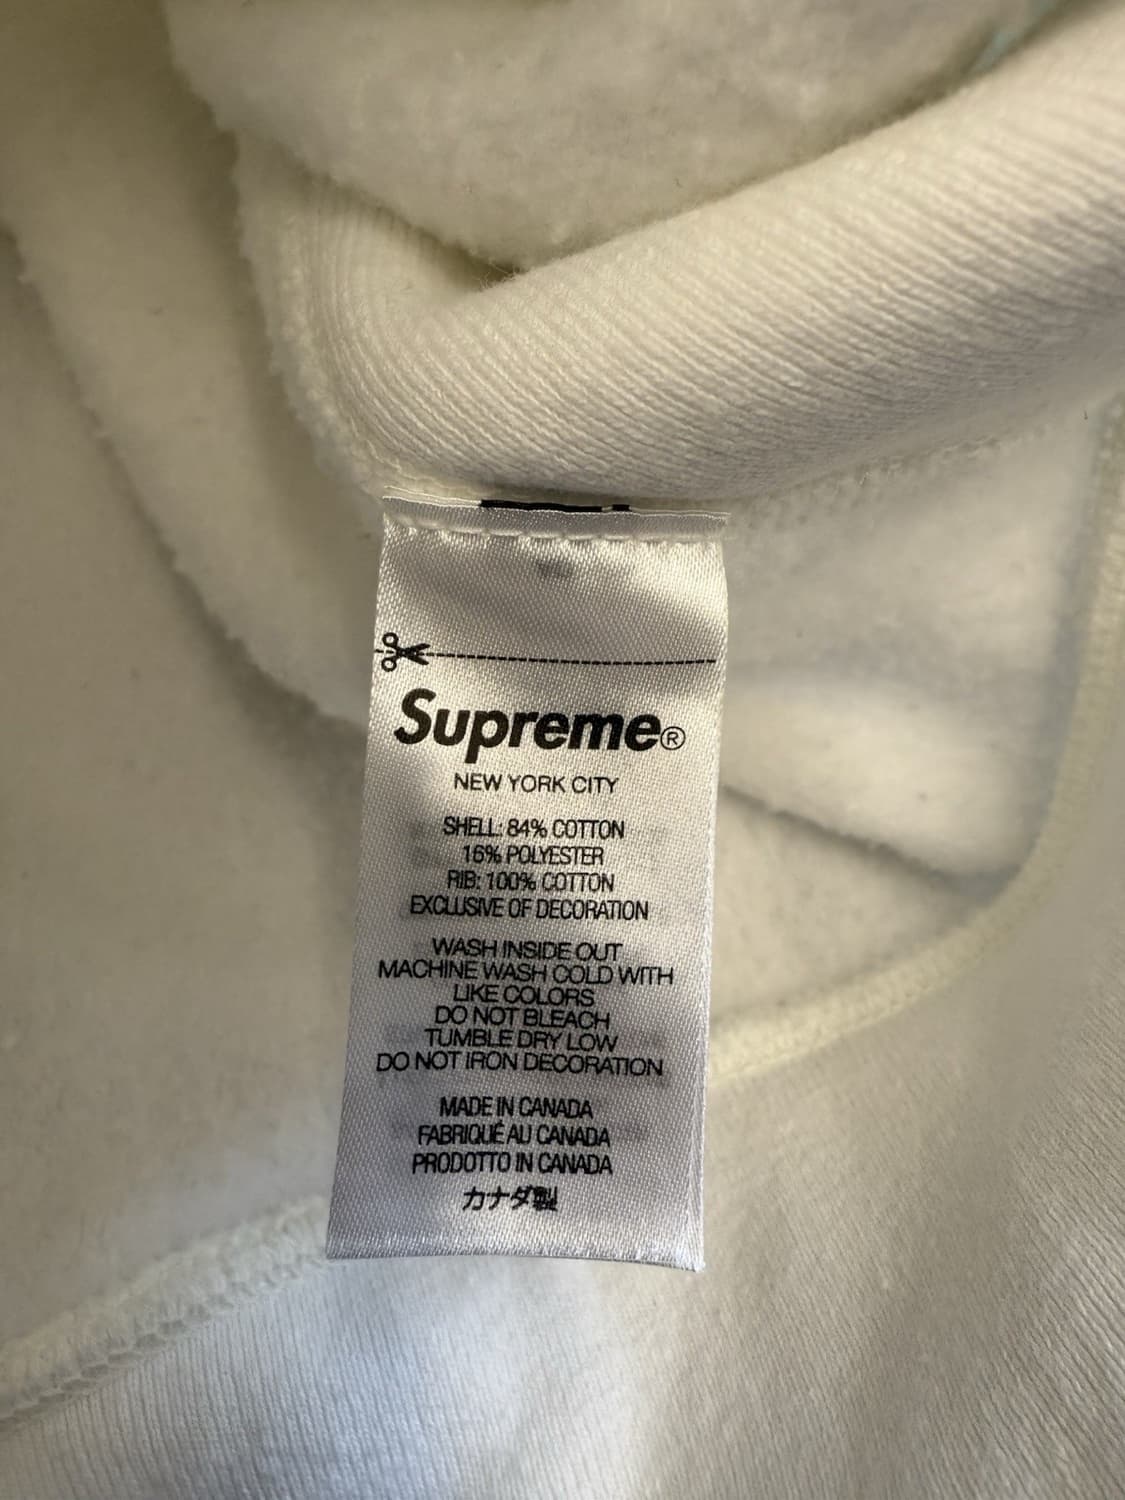 Supreme®
NEW YORK CITY
SHELL: 84% COTTON
16% POLYESTER
RIB: 100% COTTON
EXCLUSIVE OF DECORATION
WASH INSIDE OUT
MACHINE WASH COLD WITH
LIKE COLORS
DO NOT BLEACH
TUMBLE DRY LOW
DO NOT IRON DECORATION
MADE IN CANADA
FABRIQUÉ AU CANADA
PRODOTTO IN CANADA
カナダ製